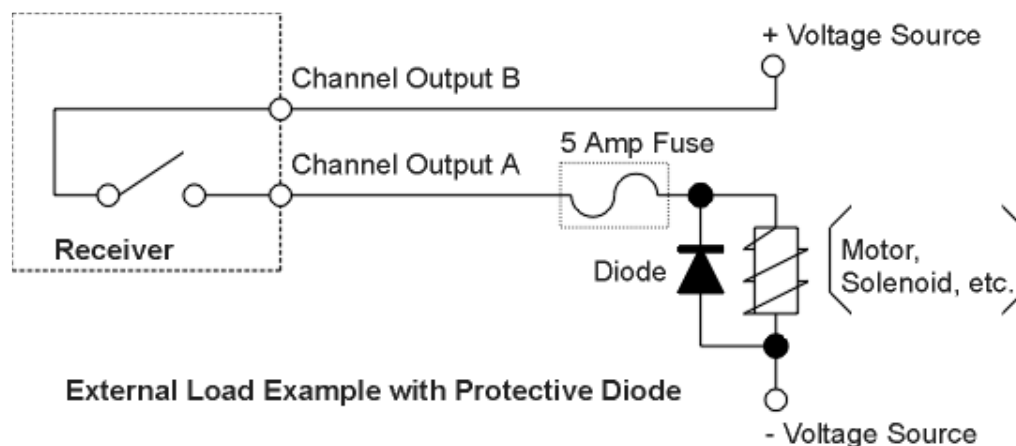 + Voltage Source
Channel Output B
5 Amp Fuse
Channel Output A
Receiver
Diode
Motor,
Solenoid, etc.
External Load Example with Protective Diode
- Voltage Source